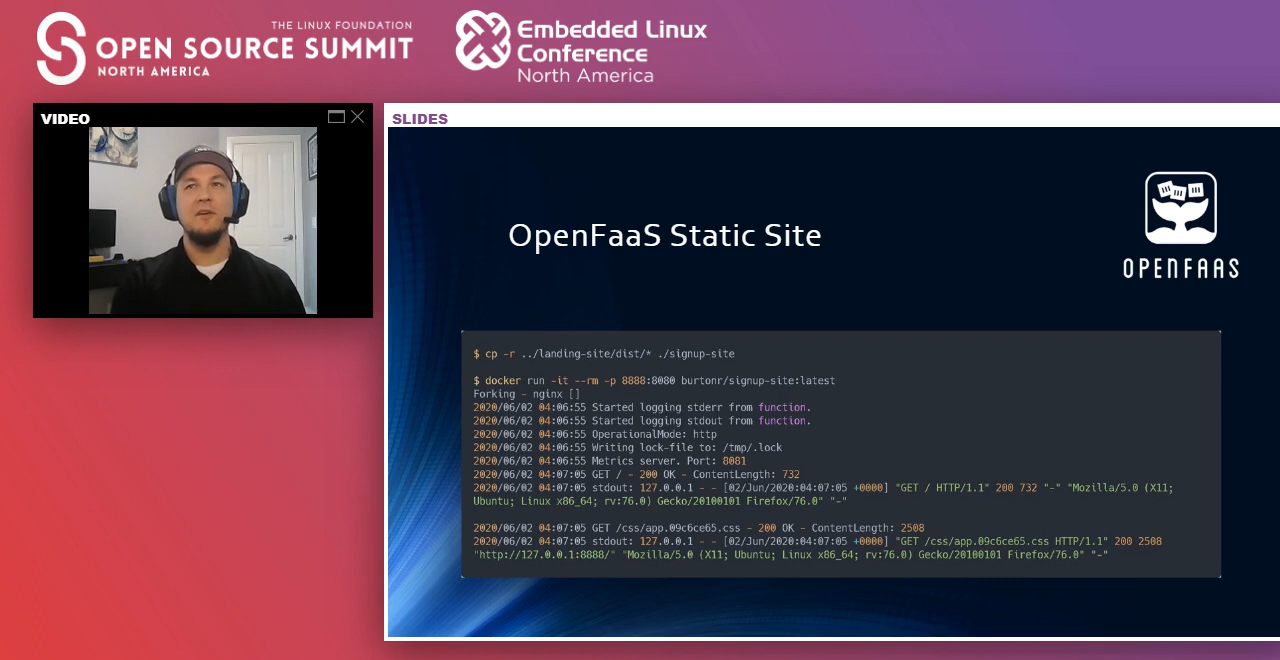 THE LINUX FOUNDATION
OPEN SOURCE SUMMIT
NORTH AMERICA
Embedded Linux
Conference
North America
VIDEO
SLIDES
OpenFaaS Static Site
OPENFAAS
$ cp -r ../landing-site/dist/* ./signup-site
$ docker run -it --rm -p 8888:8080 burtonr/signup-site:latest
Forking - nginx []
2020/06/02 04:06:55 Started logging stderr from function.
2020/06/02 04:06:55 Started logging stdout from function.
2020/06/02 04:06:55 OperationalMode: http
2020/06/02 04:06:55 Writing lock-file to: /tmp/.lock
2020/06/02 04:06:55 Metrics server. Port: 8081
2020/06/02 04:07:05 GET / - 200 OK - ContentLength: 732
2020/06/02 04:07:05 stdout: 127.0.0.1 - - [02/Jun/2020:04:07:05 +0000] "GET / HTTP/1.1" 200 732 "-" "Mozilla/5.0 (X11;
Ubuntu; Linux x86_64; rv:76.0) Gecko/20100101 Firefox/76.0" "-"
2020/06/02 04:07:05 GET /css/app.09c6ce65.css - 200 OK - ContentLength: 2508
2020/06/02 04:07:05 stdout: 127.0.0.1 - - [02/Jun/2020:04:07:05 +0000] "GET /css/app.09c6ce65.css HTTP/1.1" 200 2508
"http://127.0.0.1:8888/" "Mozilla/5.0 (X11; Ubuntu; Linux x86_64; rv:76.0) Gecko/20100101 Firefox/76.0" "-"